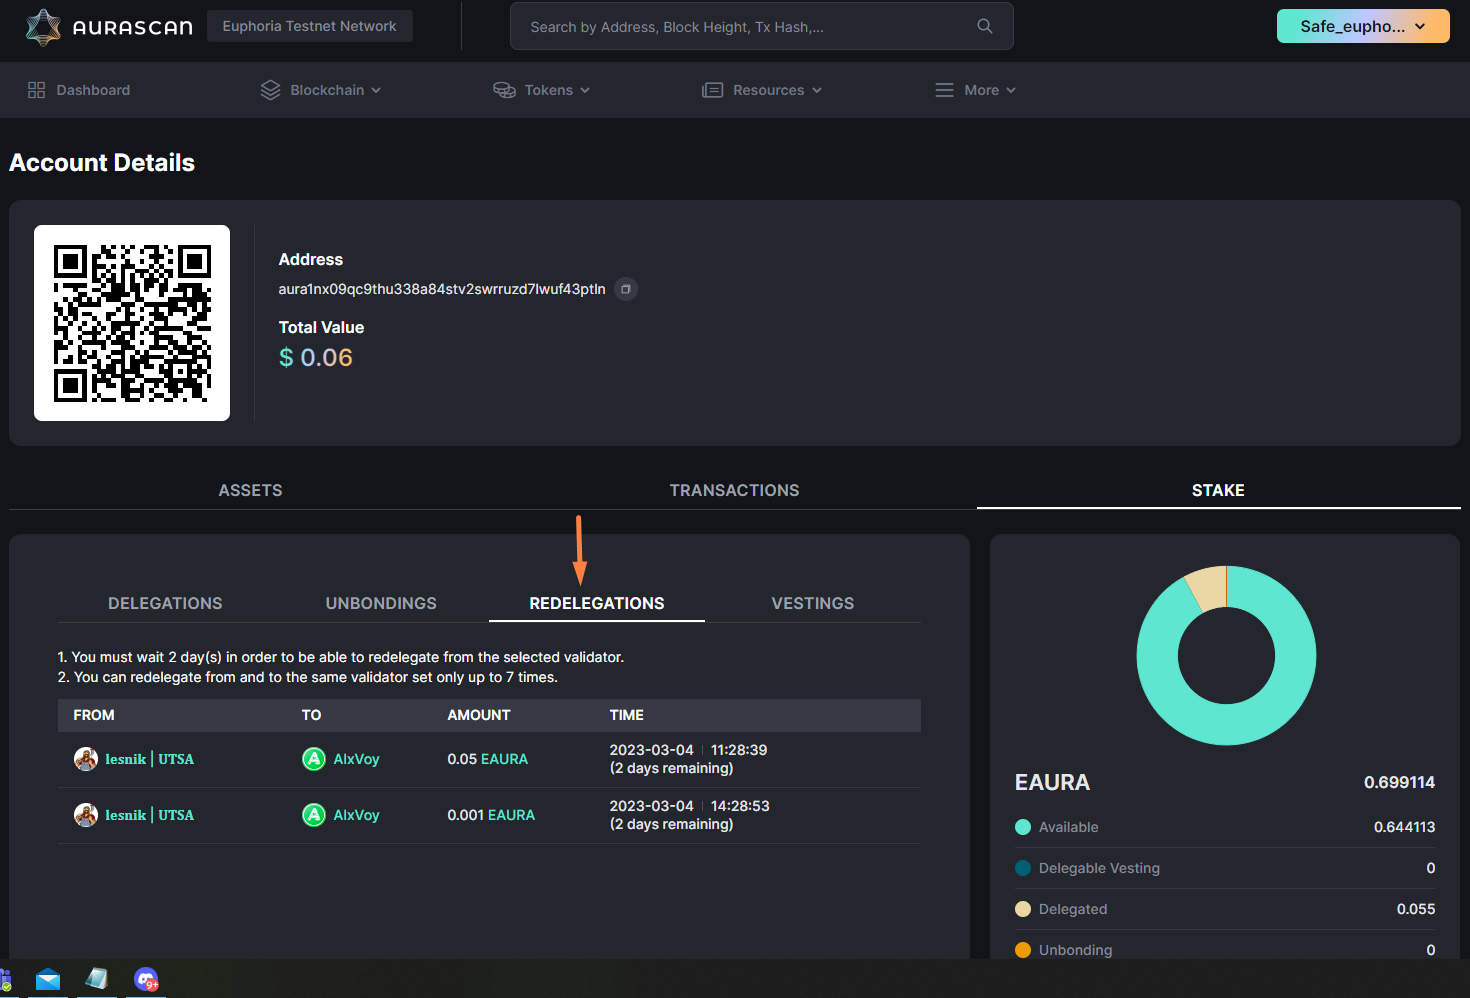 AURASCAN
Euphoria Testnet Network
Search by Address, Block Height, Tx Hash,...
Safe_eupho...
Dashboard
Blockchain
Tokens
Resources
More
Account Details
Address
aura1nx09qc9thu338a84stv2swrruzd7lwuf43ptln
Total Value
$ 0.06
ASSETS
TRANSACTIONS
STAKE
DELEGATIONS
UNBONDINGS
REDELEGATIONS
VESTINGS
1. You must wait 2 day(s) in order to be able to redelegate from the selected validator.
2. You can redelegate from and to the same validator set only up to 7 times.
FROM TO AMOUNT TIME
lesnik | UTSA A AlxVoy 0.05 EAURA 2023-03-04 | 11:28:39
(2 days remaining)
lesnik | UTSA A AlxVoy 0.001 EAURA 2023-03-04 | 14:28:53
(2 days remaining)
EAURA 0.699114
Available 0.644113
Delegable Vesting 0
Delegated 0.055
Unbonding 0
9+